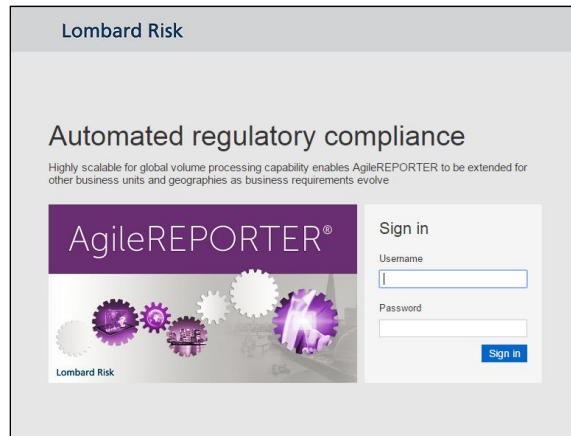 Lombard Risk
Automated regulatory compliance
Highly scalable for global volume processing capability enables AgileREPORTER to be extended for
other business units and geographies as business requirements evolve
AgileREPORTER®
Lombard Risk
Sign in
Username
Password
Sign in